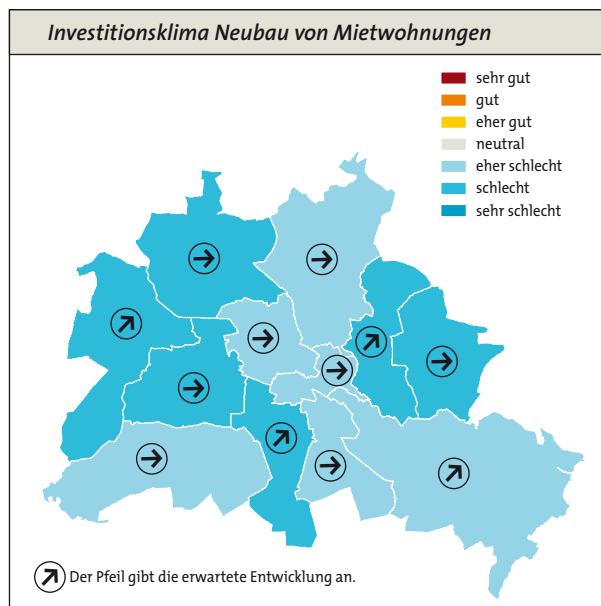 Investitionsklima Neubau von Mietwohnungen
sehr gut
gut
eher gut
neutral
eher schlecht
schlecht
sehr schlecht
Der Pfeil gibt die erwartete Entwicklung an.